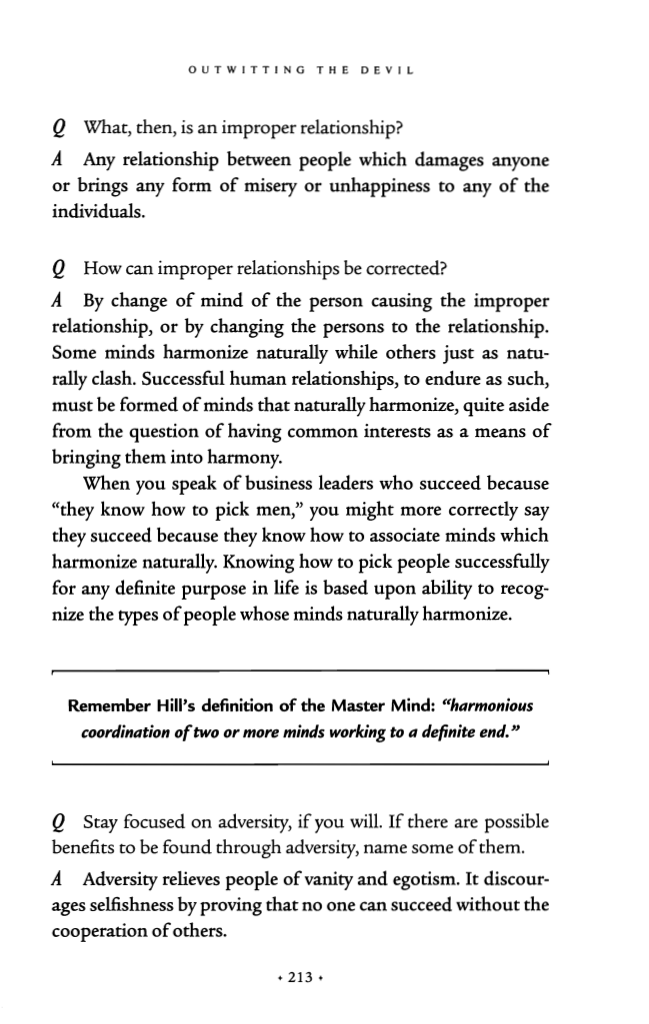 OUTWITTING THE DEVIL
Q What, then, is an improper relationship?
A Any relationship between people which damages anyone
or brings any form of misery or unhappiness to any of the
individuals.
Q How can improper relationships be corrected?
A By change of mind of the person causing the improper
relationship, or by changing the persons to the relationship.
Some minds harmonize naturally while others just as natu-
rally clash. Successful human relationships, to endure as such,
must be formed of minds that naturally harmonize, quite aside
from the question of having common interests as a means of
bringing them into harmony.
When you speak of business leaders who succeed because
“they know how to pick men,” you might more correctly say
they succeed because they know how to associate minds which
harmonize naturally. Knowing how to pick people successfully
for any definite purpose in life is based upon ability to recog-
nize the types of people whose minds naturally harmonize.
Remember Hill’s definition of the Master Mind: “harmonious
coordination of two or more minds working to a definite end.”
Q Stay focused on adversity, if you will. If there are possible
benefits to be found through adversity, name some of them.
A Adversity relieves people of vanity and egotism. It discour-
ages selfishness by proving that no one can succeed without the
cooperation of others.
• 213 •